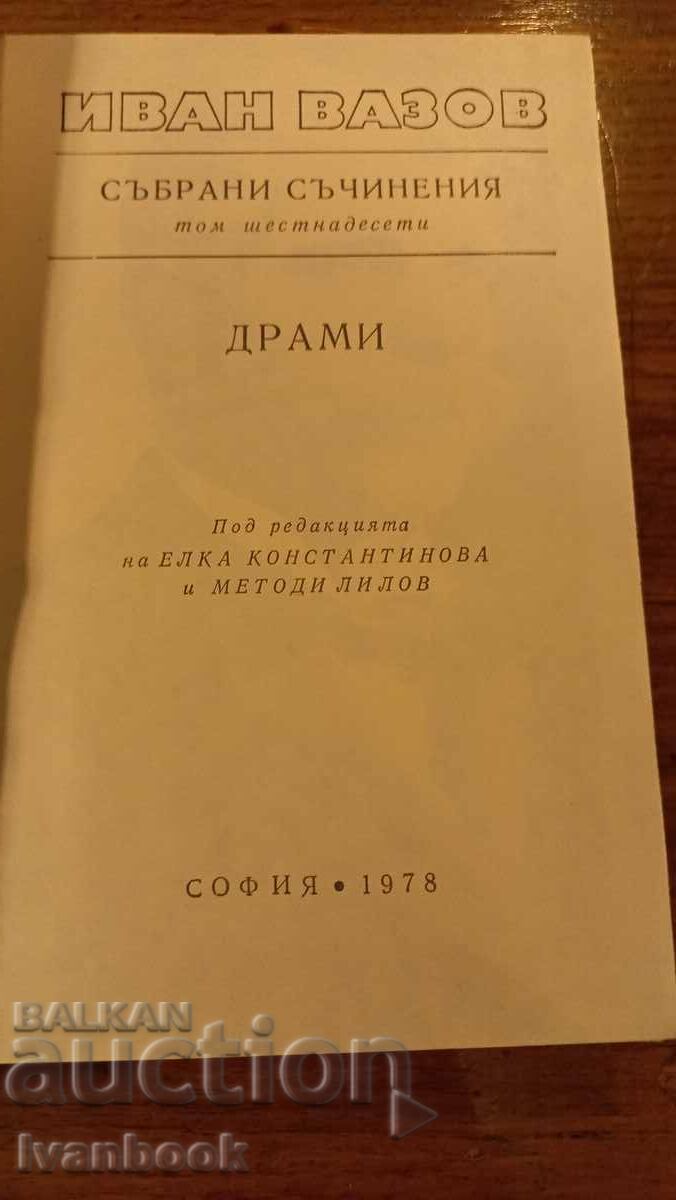 ИВАН ВАЗОВ
СЪБРАНИ СЪЧИНЕНИЯ
том шестнадесети
ДРАМИ
Под редакцията
на ЕЛКА КОНСТАНТИНОВА
и МЕТОДИ ЛИЛОВ
СОФИЯ • 1978
BALKAN
auction
Ivanbook